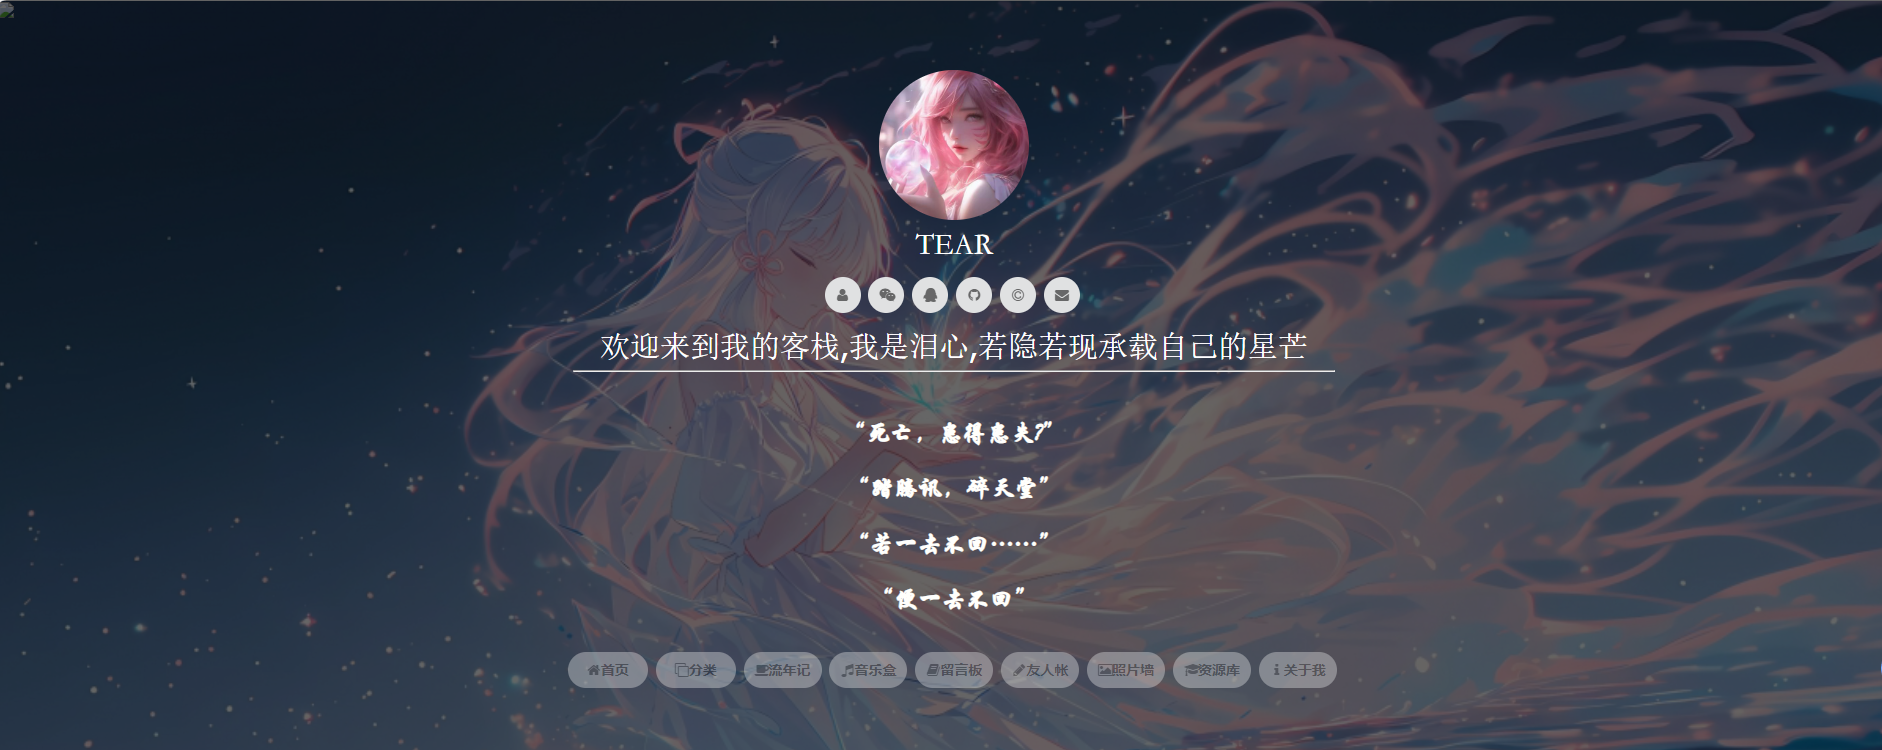 TEAR
欢迎来到我的客栈,我是泪心,若隐若现承载自己的星芒
“死亡，患得患失?”
“踏腾讯，碎天堂”
“若一去不回……”
“便一去不回”
首页 分类 流年记 音乐盒 留言板 友人帐 照片墙 资源库 关于我